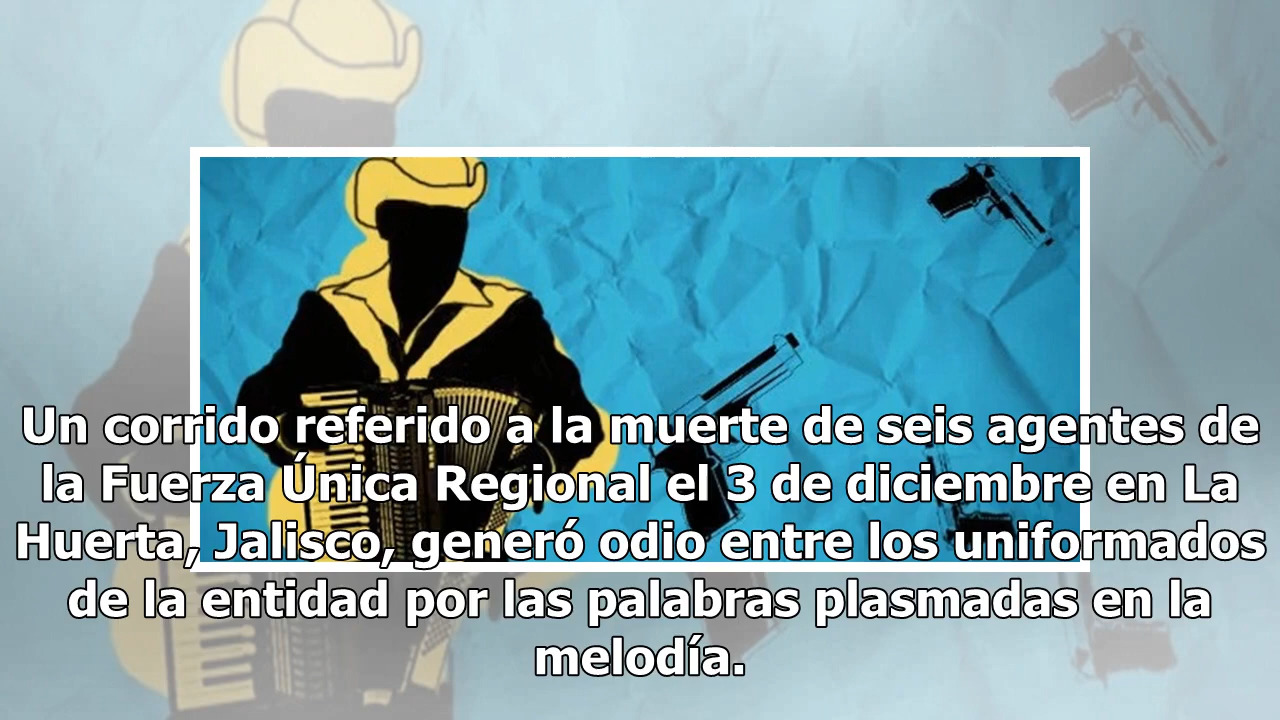 Un corrido referido a la muerte de seis agentes de
la Fuerza Única Regional el 3 de diciembre en La
Huerta, Jalisco, generó odio entre los uniformados
de la entidad por las palabras plasmadas en la
melodía.